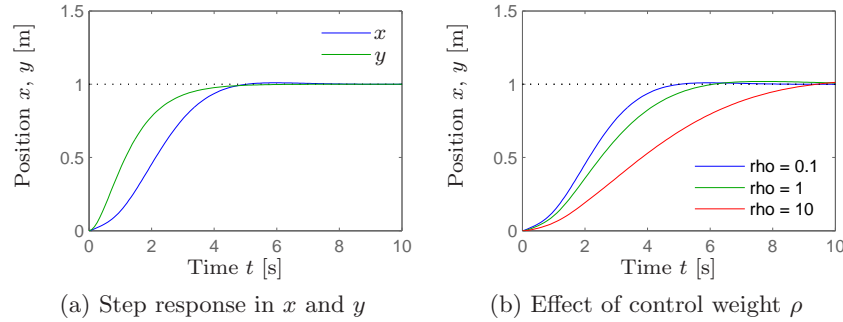 1.5
1
0.5
0
0 2 4 6 8 10
Position x, y [m]
Time t [s]
x
y
(a) Step response in x and y
1.5
1
0.5
0
0 2 4 6 8 10
Position x, y [m]
Time t [s]
rho = 0.1
rho = 1
rho = 10
(b) Effect of control weight ρ